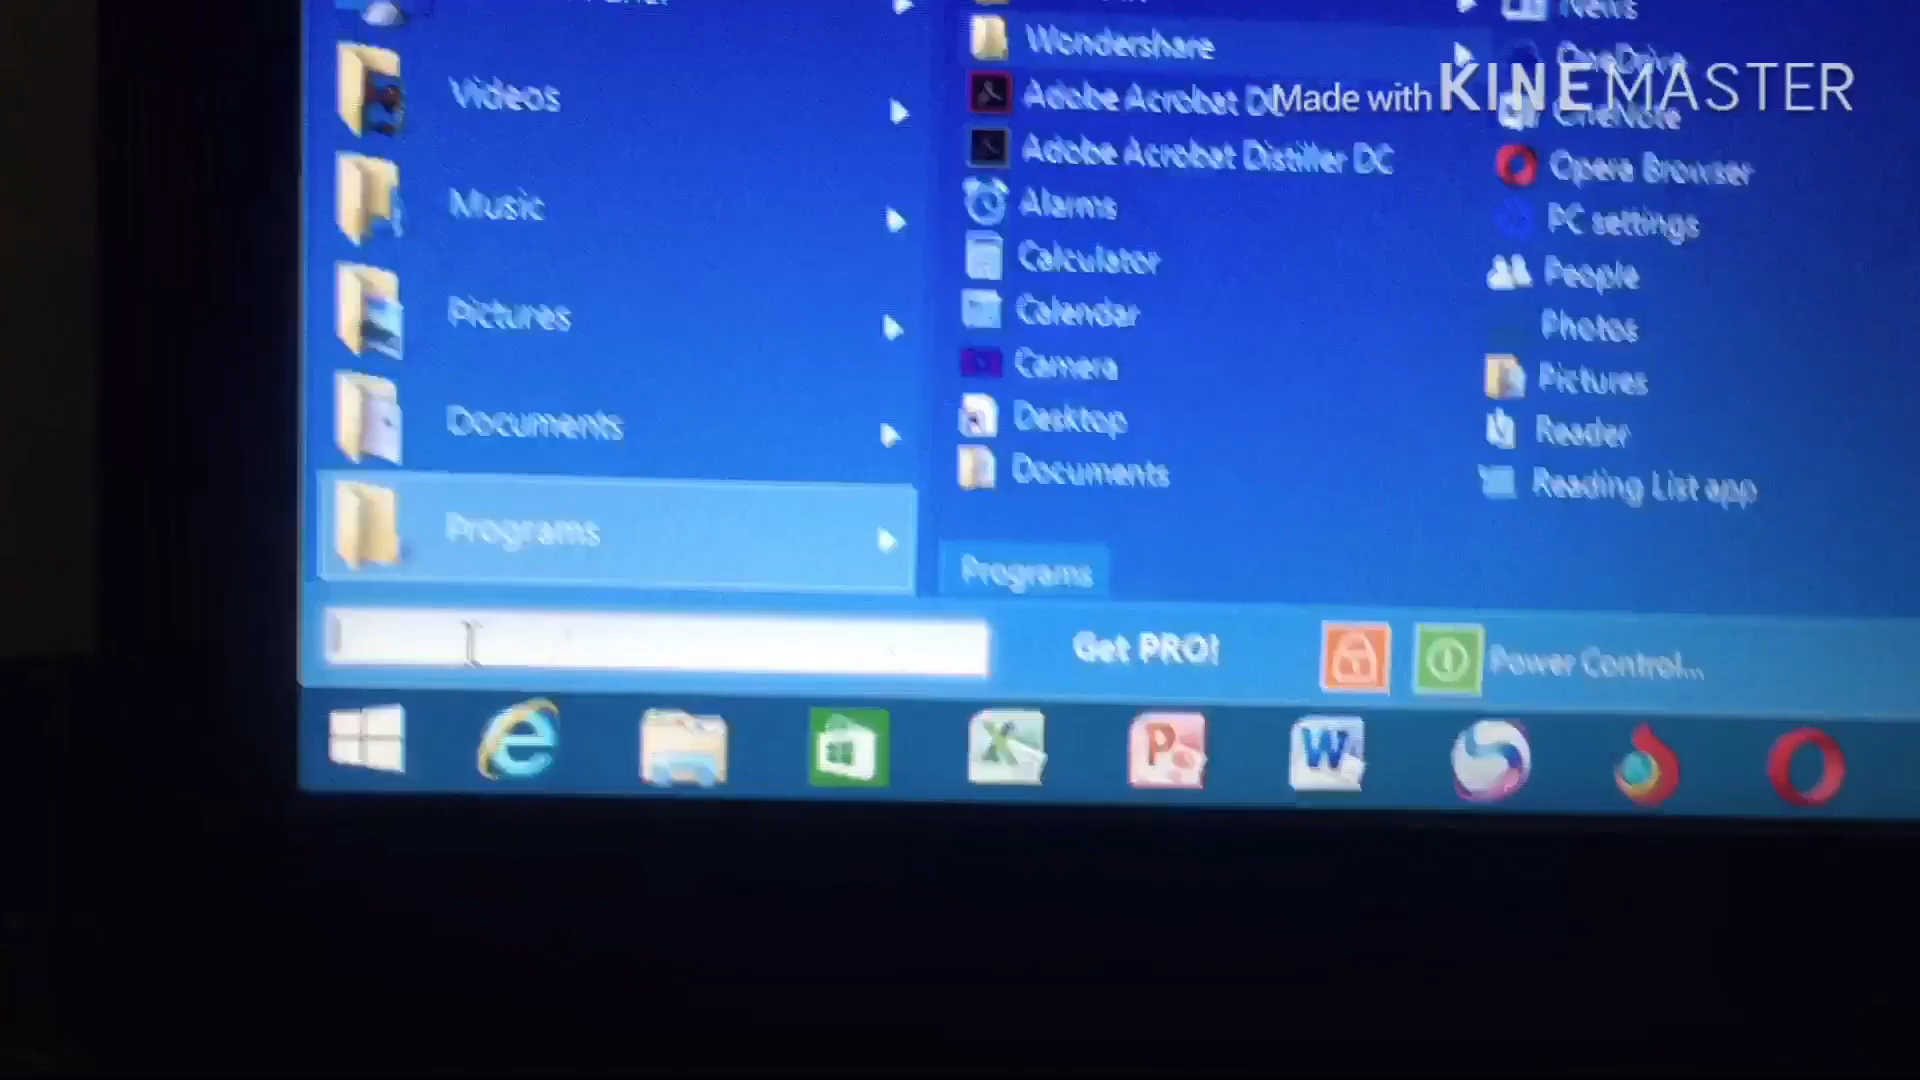 Videos
Music
Pictures
Documents
Programs
Wondershare
Adobe Acrobat
Adobe Acrobat Distiller DC
Alarms
Calculator
Calendar
Camera
Desktop
Documents
Programs
News
OneDrive
OneNote
Opera Browser
PC settings
People
Photos
Pictures
Reader
Reading List app
Made with KINEMASTER
Get PRO!
Power Control...